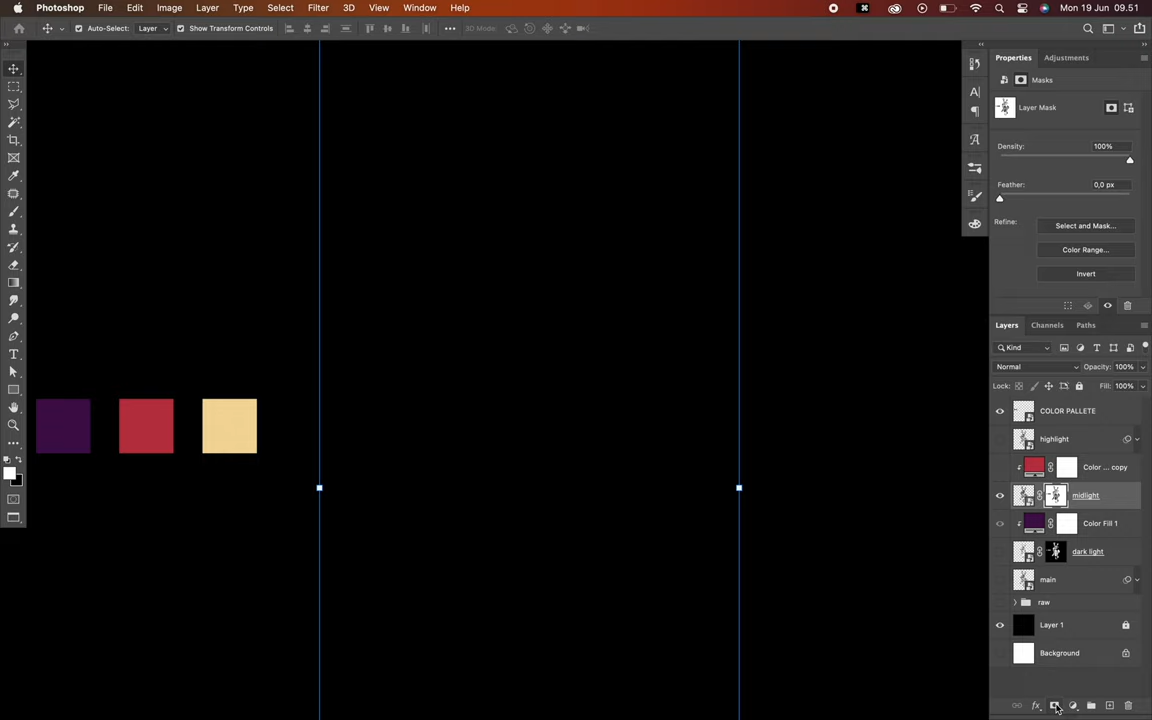 Photoshop File Edit Image Layer Type Select Filter 3D View Window Help Mon 19 Jun 09.51
Auto-Select: Layer Show Transform Controls 3D Mode:
Properties Adjustments
Masks
Layer Mask
Density: 100%
Feather: 0,0 px
Refine: Select and Mask...
Color Range...
Invert
Layers Channels Paths
Kind
Normal Opacity: 100%
Lock: Fill: 100%
COLOR PALLETE
highlight
Color ... copy
midlight
Color Fill 1
dark light
main
raw
Layer 1
Background
fx